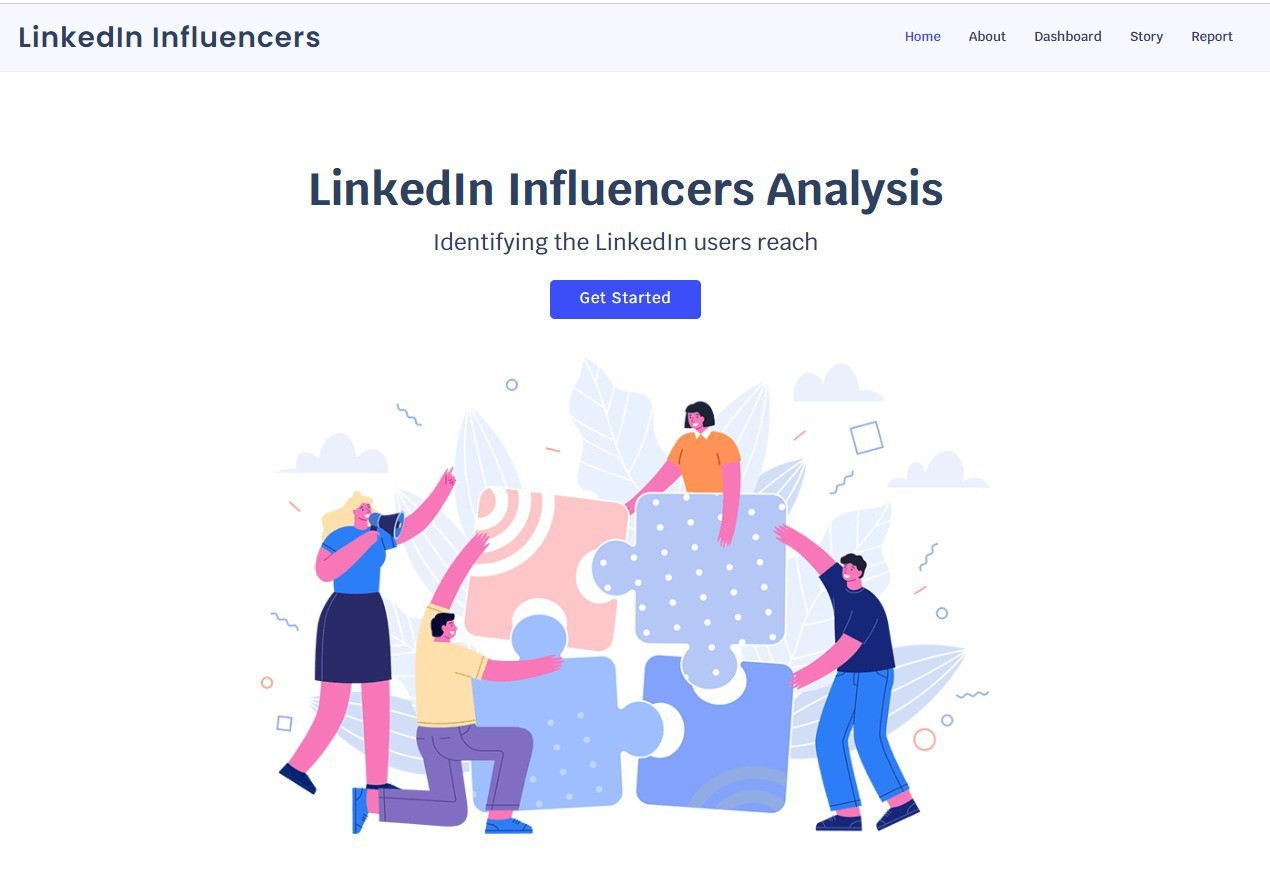 LinkedIn Influencers
Home About Dashboard Story Report
LinkedIn Influencers Analysis
Identifying the LinkedIn users reach
Get Started